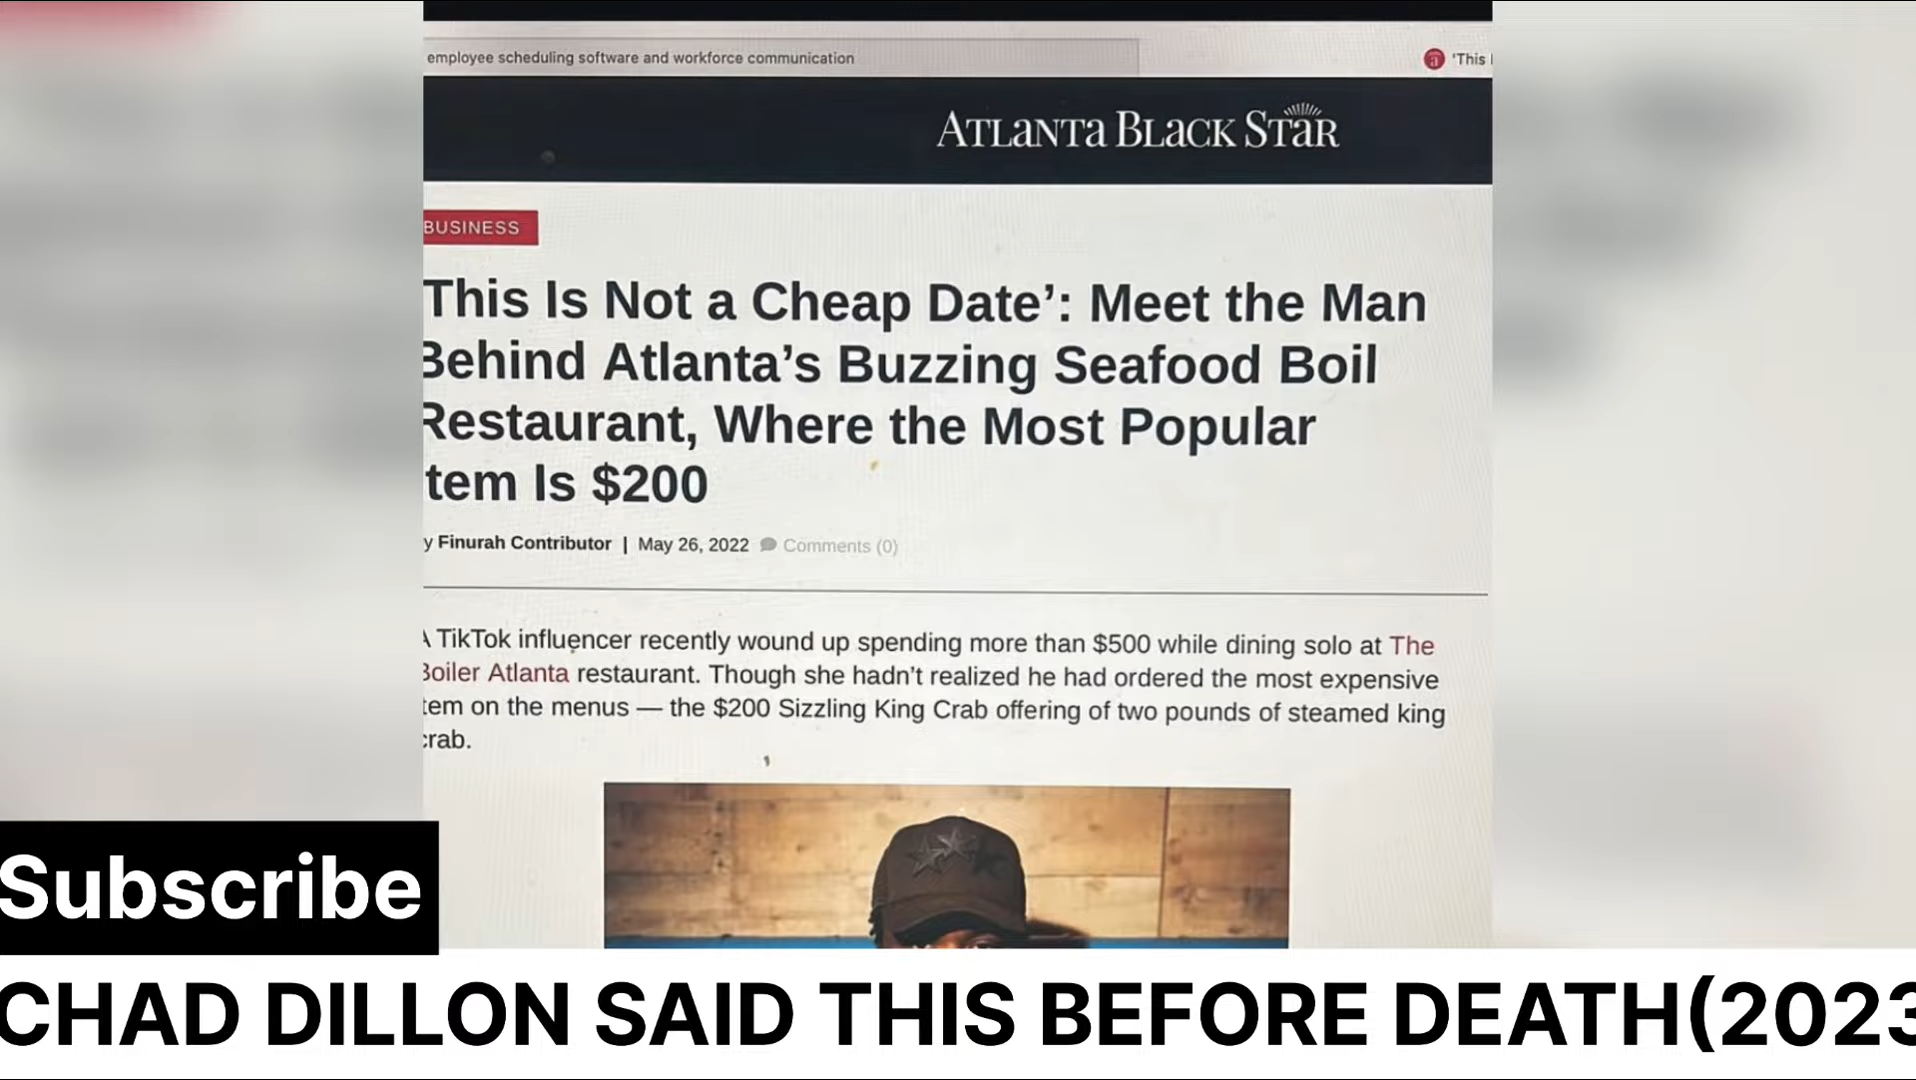 employee scheduling software and workforce communication
'This
ATLANTA BLACK STAR
BUSINESS
This Is Not a Cheap Date’: Meet the Man
Behind Atlanta’s Buzzing Seafood Boil
Restaurant, Where the Most Popular
tem Is $200
y Finurah Contributor | May 26, 2022 Comments (0)
A TikTok influencer recently wound up spending more than $500 while dining solo at The
Boiler Atlanta restaurant. Though she hadn’t realized he had ordered the most expensive
tem on the menus — the $200 Sizzling King Crab offering of two pounds of steamed king
crab.
Subscribe
CHAD DILLON SAID THIS BEFORE DEATH(2023